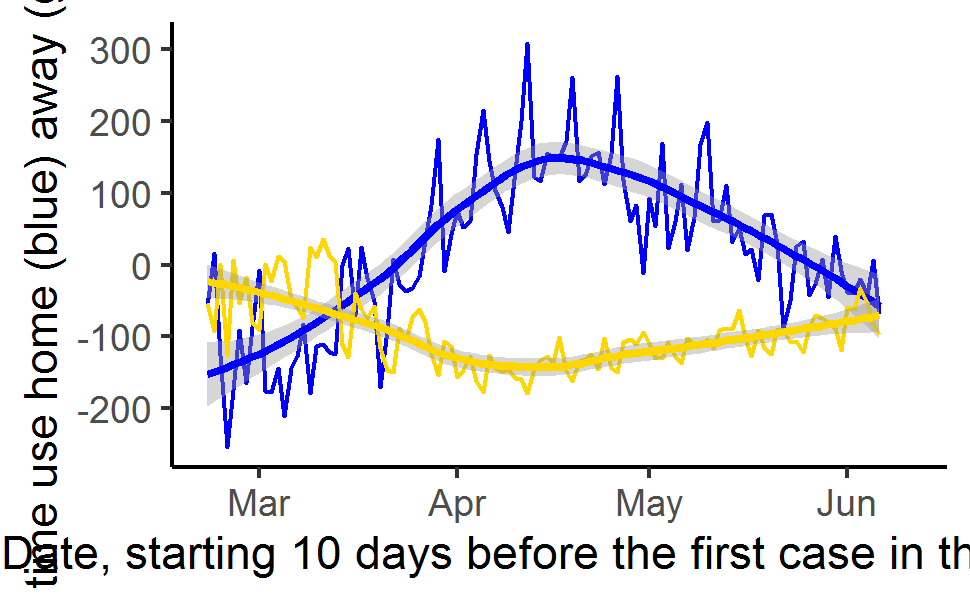 time use home (blue) away (
300
200
100
0
-100
-200
Mar Apr May Jun
Date, starting 10 days before the first case in th